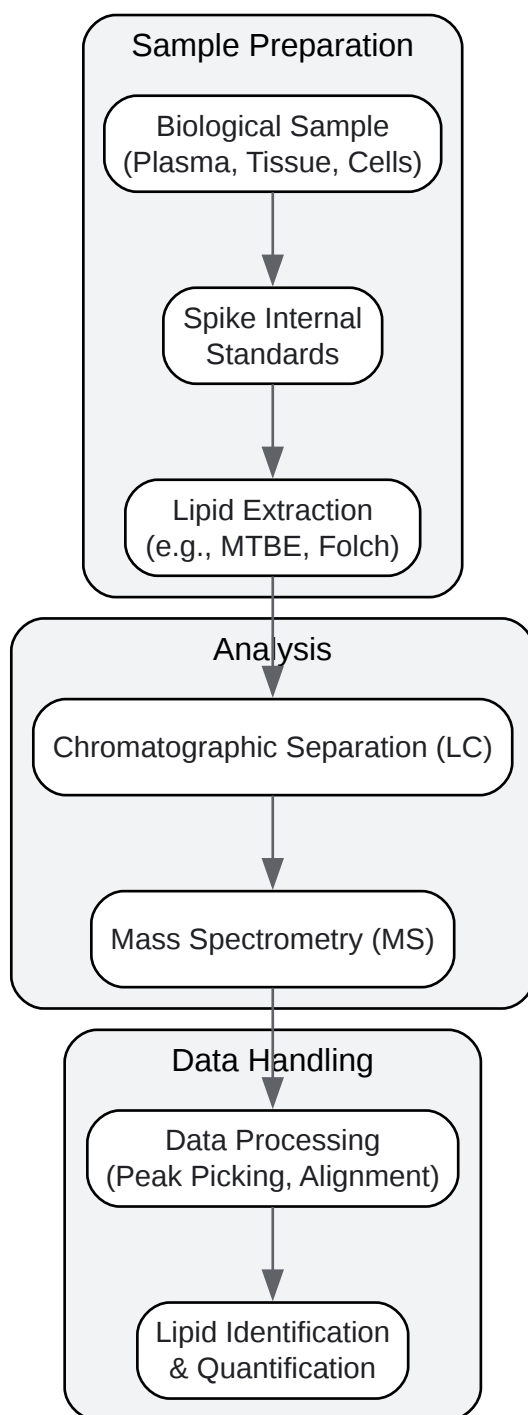 Sample Preparation
Biological Sample
(Plasma, Tissue, Cells)
Spike Internal
Standards
Lipid Extraction
(e.g., MTBE, Folch)
Analysis
Chromatographic Separation (LC)
Mass Spectrometry (MS)
Data Handling
Data Processing
(Peak Picking, Alignment)
Lipid Identification
& Quantification